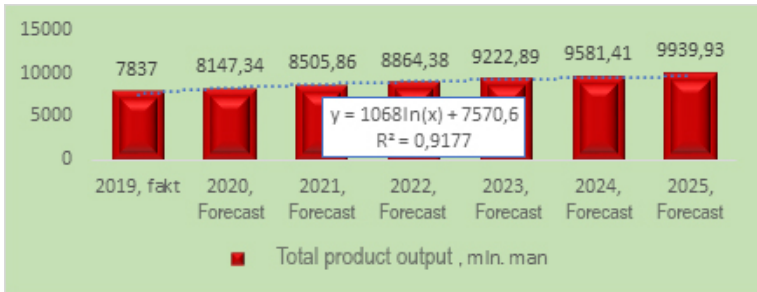 15000
10000
5000
0
7837
8147,34
8505,86
8864,38
9222,89
9581,41
9939,93
y = 1068ln(x) + 7570,6
R² = 0,9177
2019, fakt
2020,
Forecast
2021,
Forecast
2022,
Forecast
2023,
Forecast
2024,
Forecast
2025,
Forecast
Total product output , mln. man